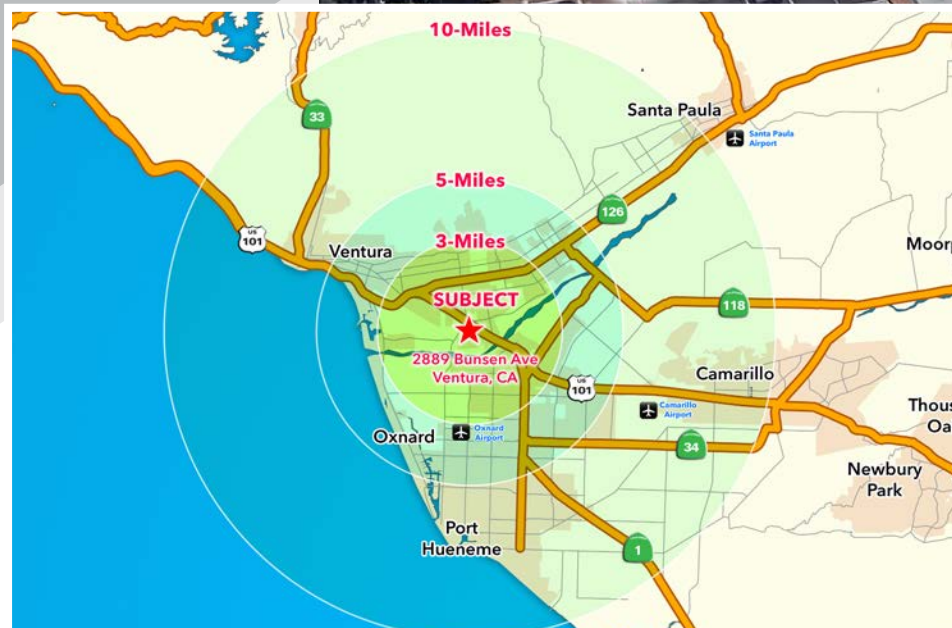 10-Miles
33
Santa Paula
Santa Paula
Airport
5-Miles
126
US
101
Ventura
3-Miles
Moorp
SUBJECT
118
2889 Bunsen Ave
Ventura, CA
US
101
Camarillo
Camarillo
Airport
Thous
Oa
Oxnard
Oxnard
Airport
34
Newbury
Park
Port
Hueneme
1